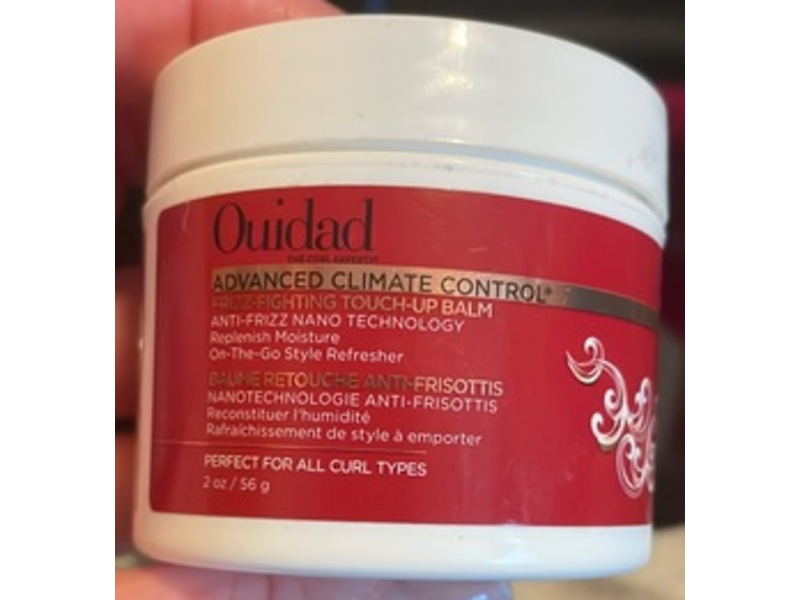 Ouidad
THE CURL EXPERTS®
ADVANCED CLIMATE CONTROL®
FRIZZ-FIGHTING TOUCH-UP BALM
ANTI-FRIZZ NANO TECHNOLOGY
Replenish Moisture
On-The-Go Style Refresher
BAUME RETOUCHE ANTI-FRISOTTIS
NANOTECHNOLOGIE ANTI-FRISOTTIS
Reconstituer l'humidité
Rafraîchissement de style à emporter
PERFECT FOR ALL CURL TYPES
2 oz / 56 g